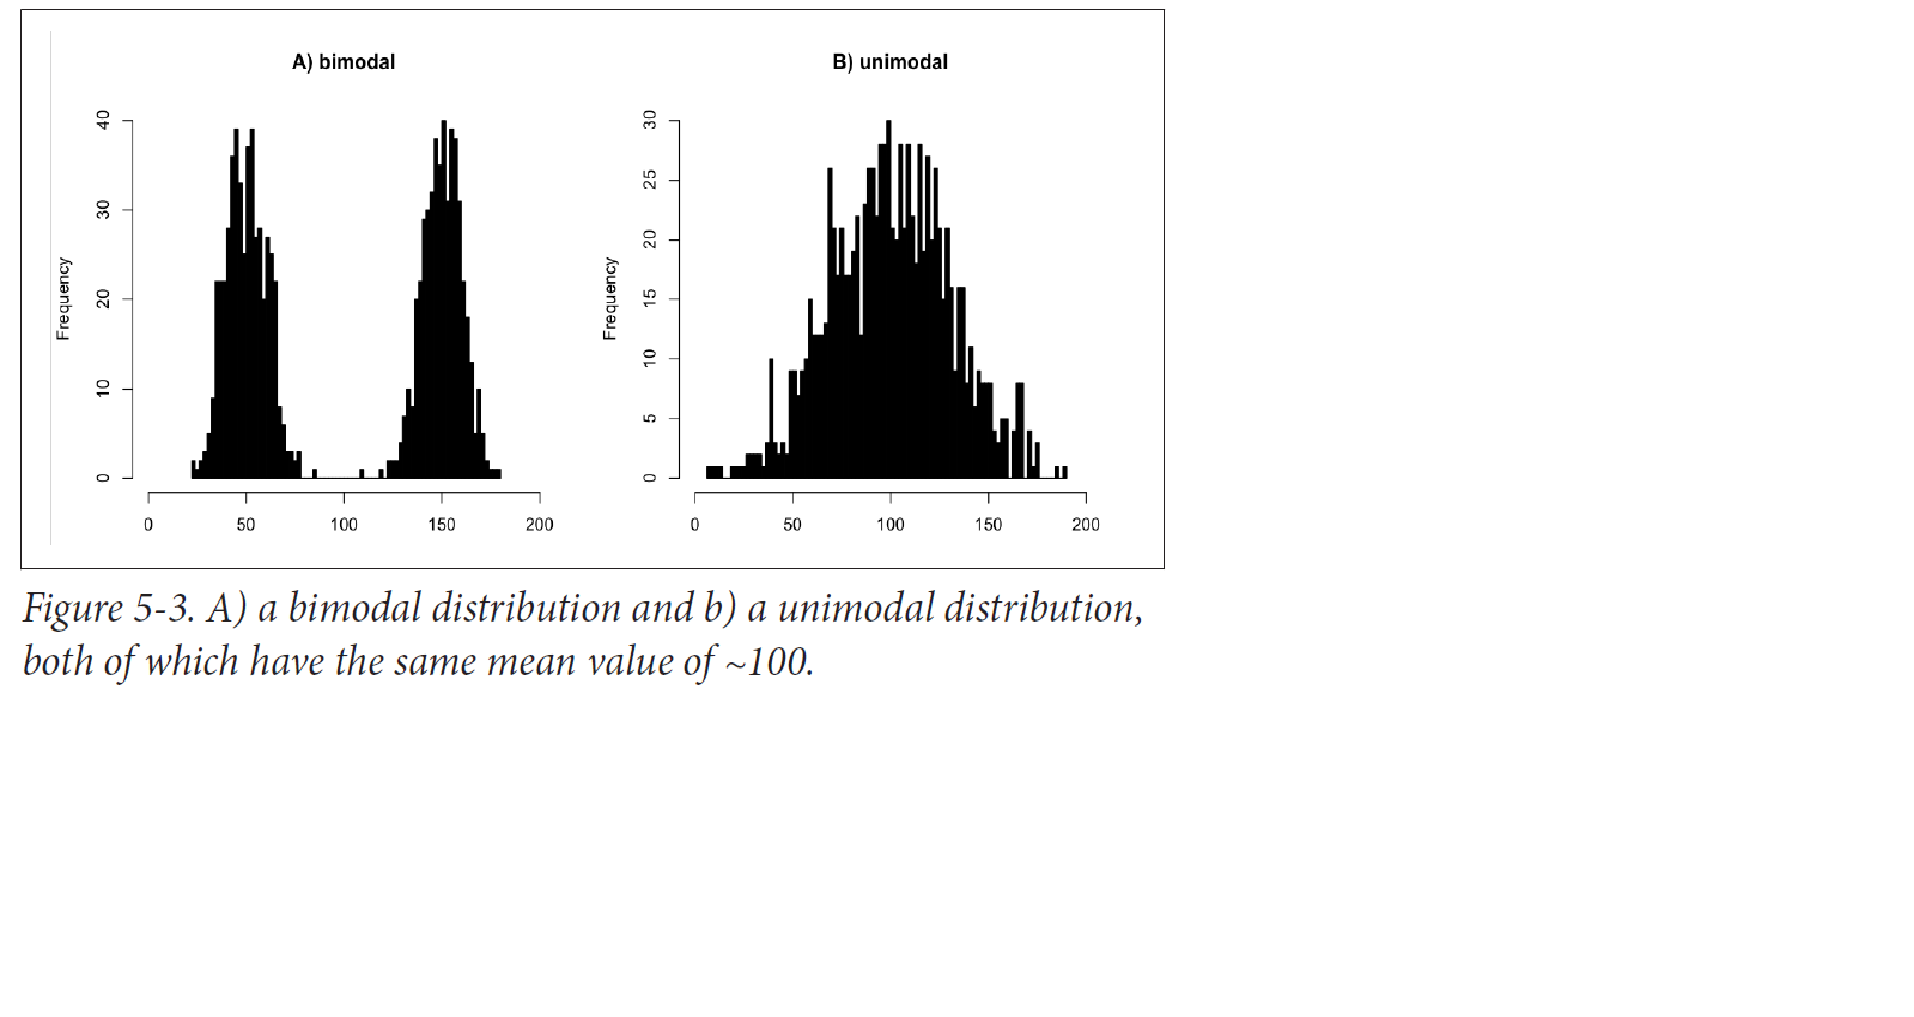 A) bimodal
Frequency
40
30
20
10
0
0 50 100 150 200
B) unimodal
Frequency
30
25
20
15
10
5
0
0 50 100 150 200
Figure 5-3. A) a bimodal distribution and b) a unimodal distribution,
both of which have the same mean value of ~100.